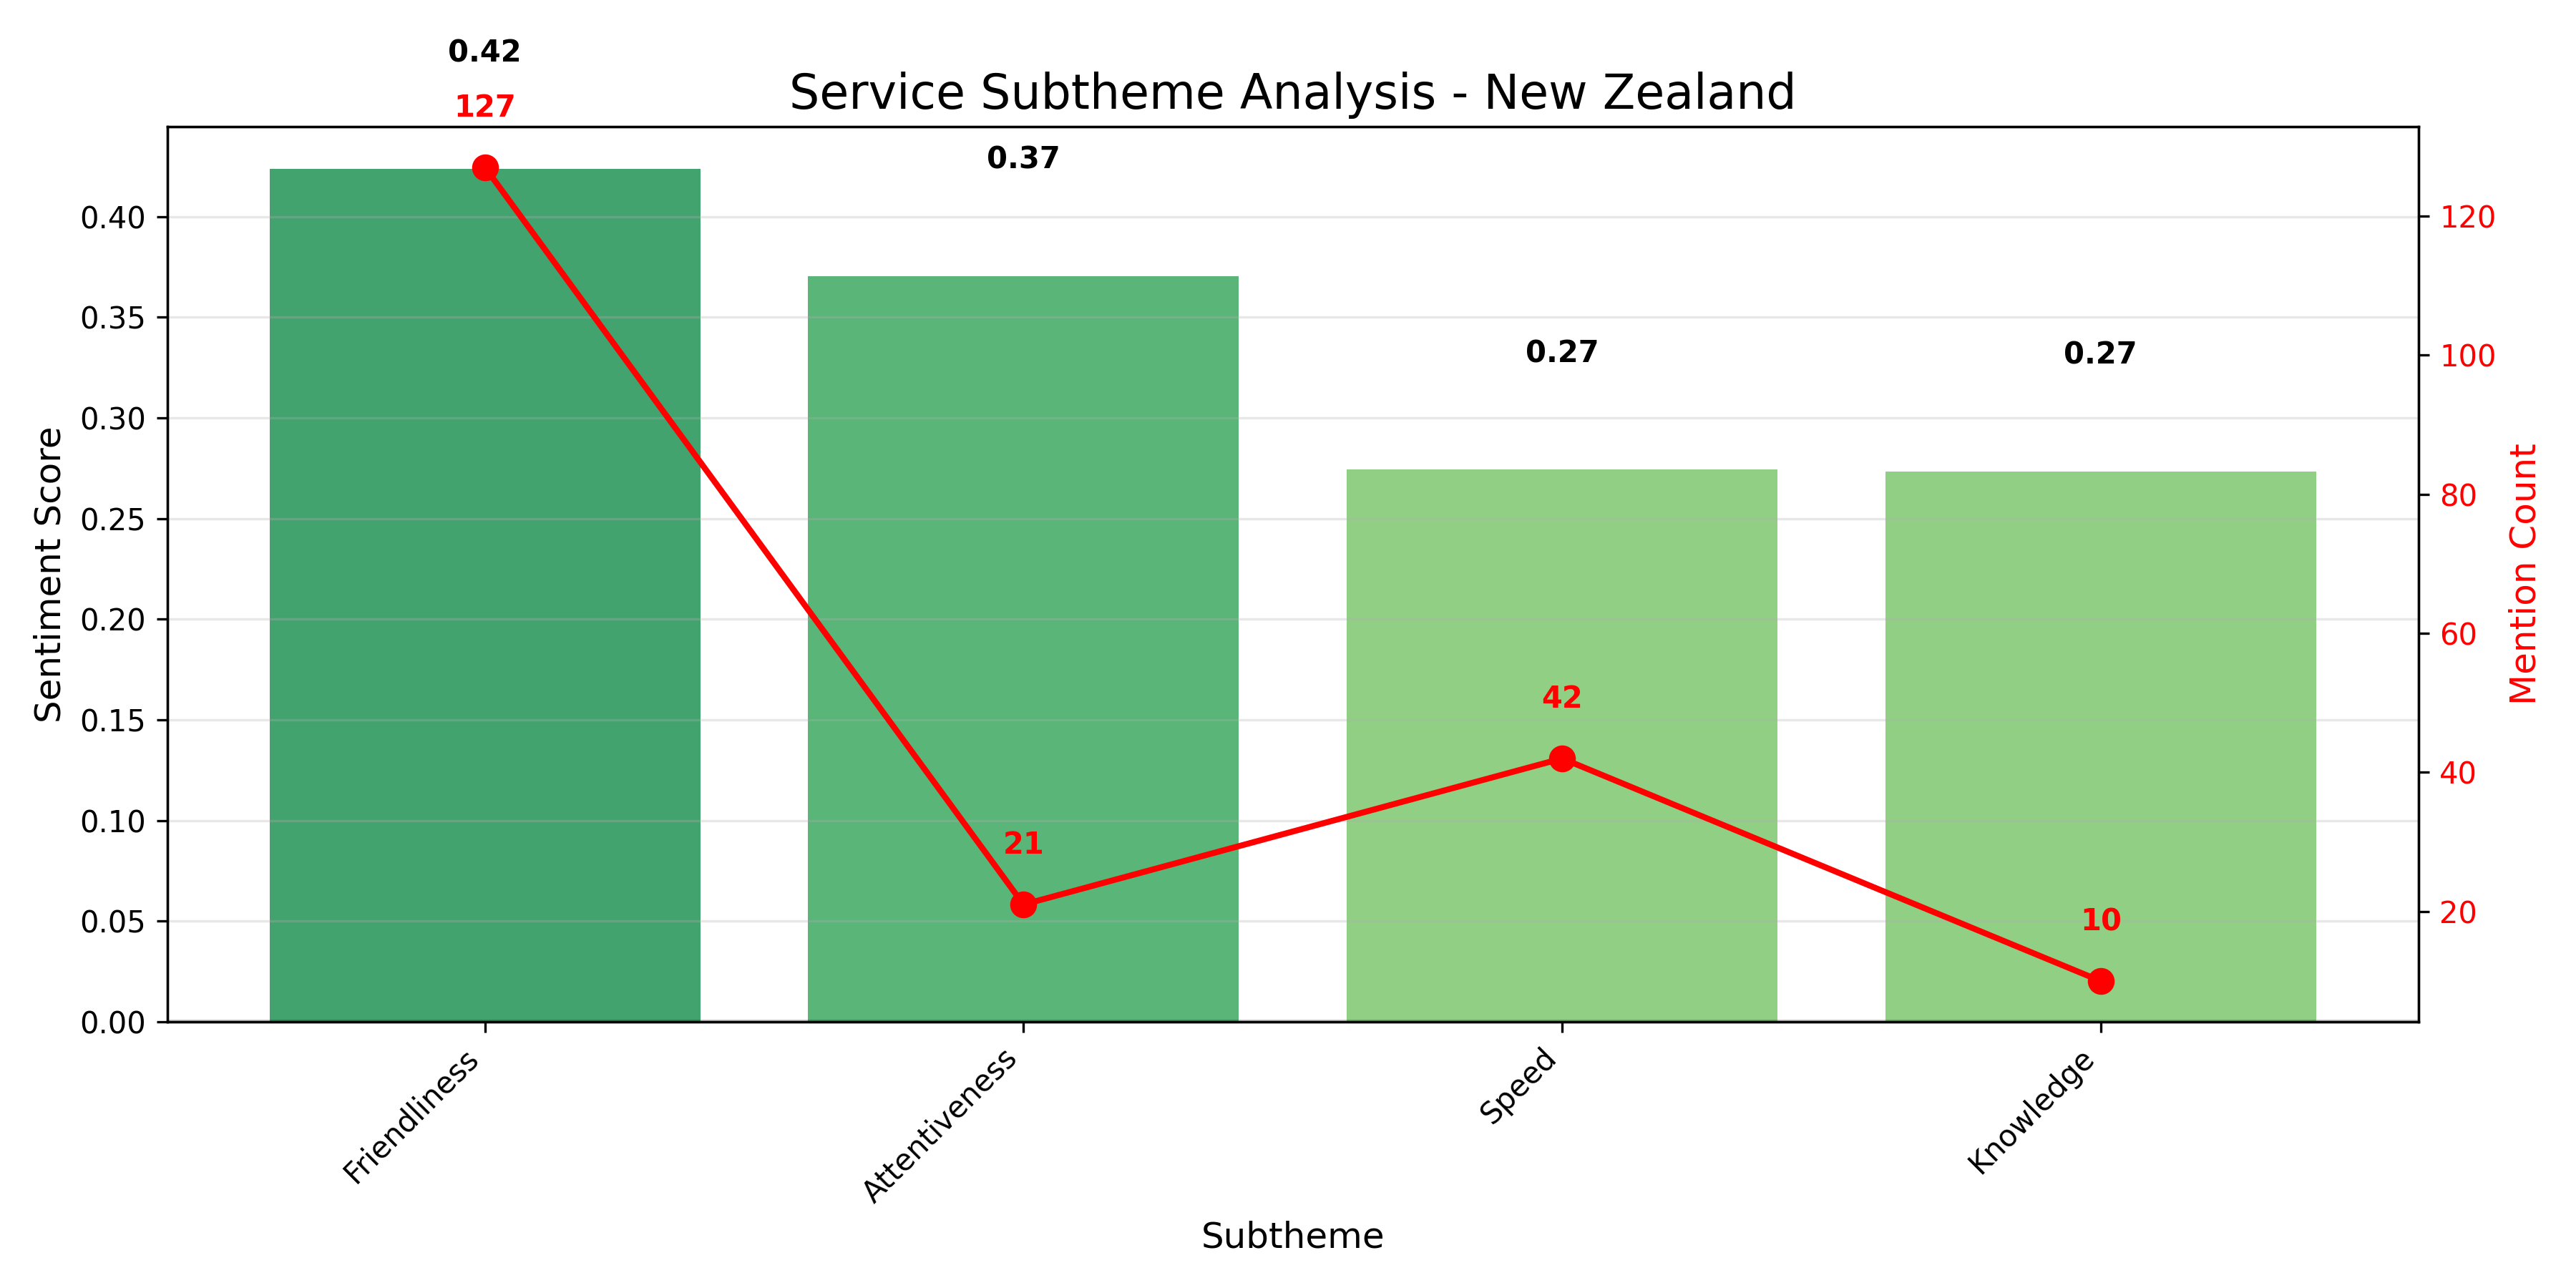 0.42
127
Service Subtheme Analysis - New Zealand
0.37
0.27
0.27
42
21
10
Sentiment Score
0.40
0.35
0.30
0.25
0.20
0.15
0.10
0.05
0.00
120
100
80
60
40
20
Mention Count
Friendliness
Attentiveness
Speed
Knowledge
Subtheme